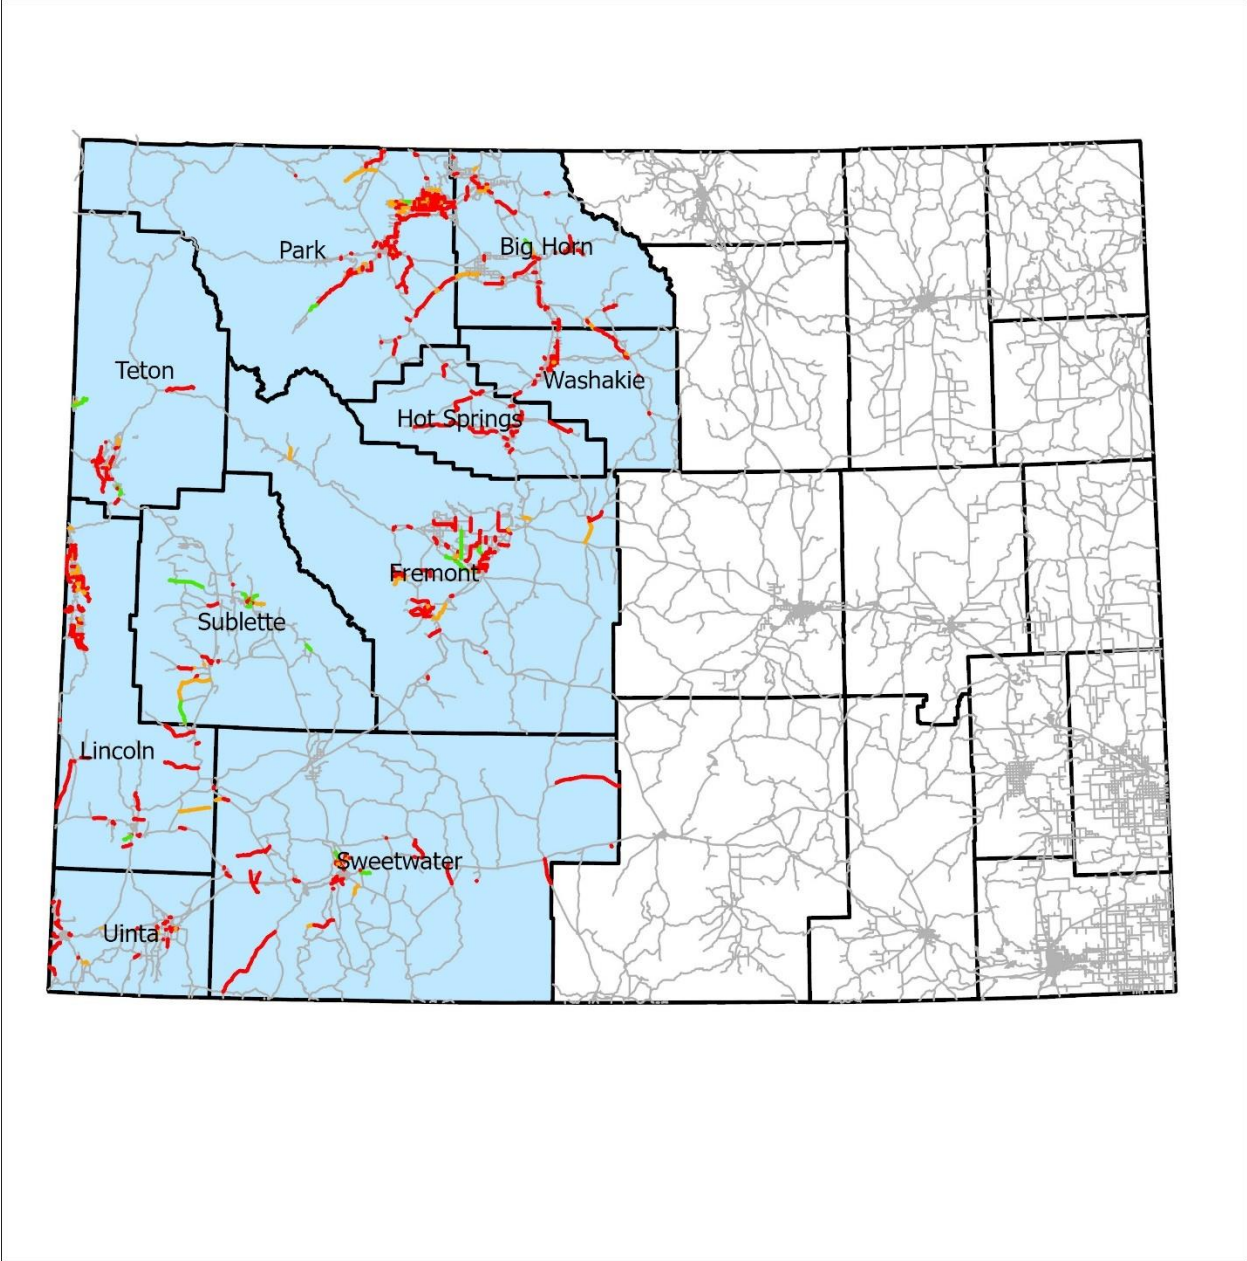 Park
Big Horn
Teton
Washakie
Hot Springs
Fremont
Sublette
Lincoln
Sweetwater
Uinta